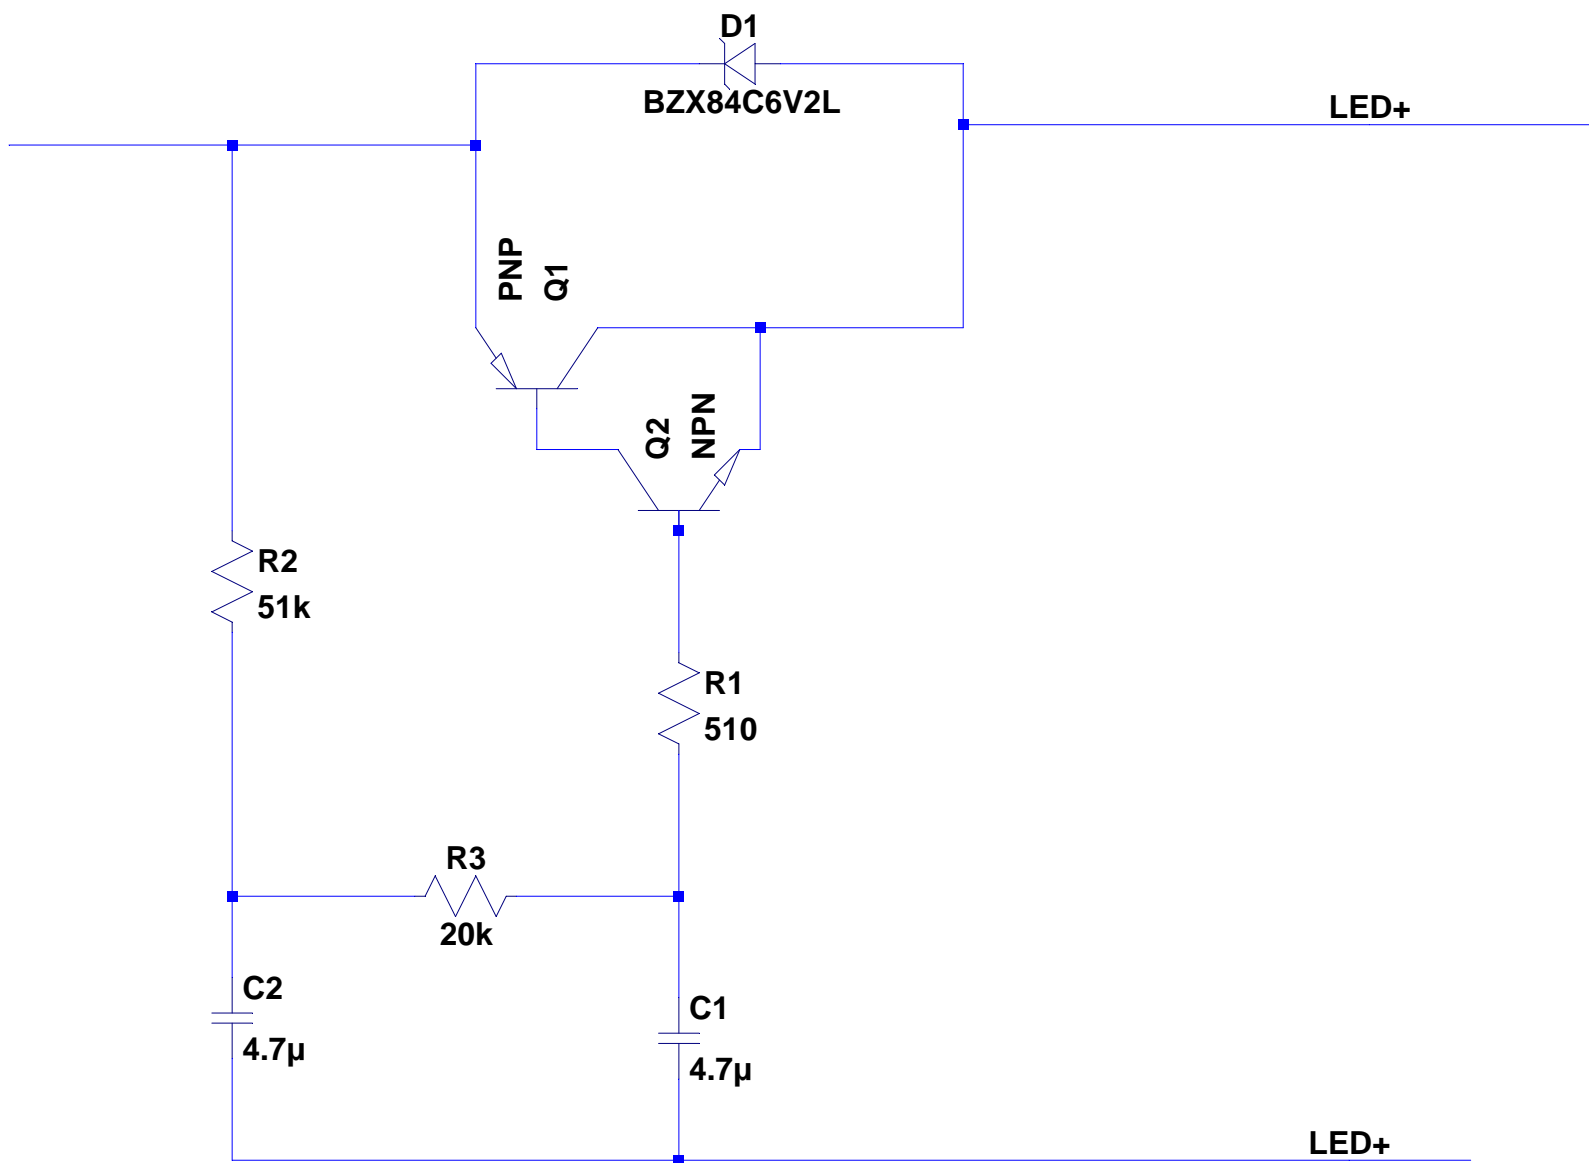 D1
BZX84C6V2L
LED+
PNP
Q1
Q2
NPN
R2
51k
R1
510
R3
20k
C2
4.7µ
C1
4.7µ
LED+